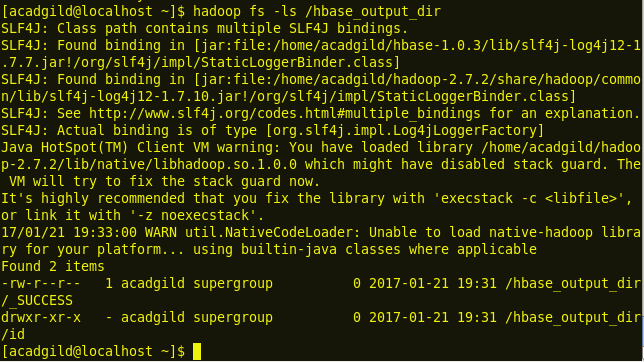 [acadgild@localhost ~]$ hadoop fs -ls /hbase_output_dir
SLF4J: Class path contains multiple SLF4J bindings.
SLF4J: Found binding in [jar:file:/home/acadgild/hbase-1.0.3/lib/slf4j-log4j12-1
.7.7.jar!/org/slf4j/impl/StaticLoggerBinder.class]
SLF4J: Found binding in [jar:file:/home/acadgild/hadoop-2.7.2/share/hadoop/commo
n/lib/slf4j-log4j12-1.7.10.jar!/org/slf4j/impl/StaticLoggerBinder.class]
SLF4J: See http://www.slf4j.org/codes.html#multiple_bindings for an explanation.
SLF4J: Actual binding is of type [org.slf4j.impl.Log4jLoggerFactory]
Java HotSpot(TM) Client VM warning: You have loaded library /home/acadgild/hadoo
p-2.7.2/lib/native/libhadoop.so.1.0.0 which might have disabled stack guard. The
 VM will try to fix the stack guard now.
It's highly recommended that you fix the library with 'execstack -c <libfile>',
or link it with '-z noexecstack'.
17/01/21 19:33:00 WARN util.NativeCodeLoader: Unable to load native-hadoop libra
ry for your platform... using builtin-java classes where applicable
Found 2 items
-rw-r--r--   1 acadgild supergroup          0 2017-01-21 19:31 /hbase_output_dir
/_SUCCESS
drwxr-xr-x   - acadgild supergroup          0 2017-01-21 19:31 /hbase_output_dir
/id
[acadgild@localhost ~]$